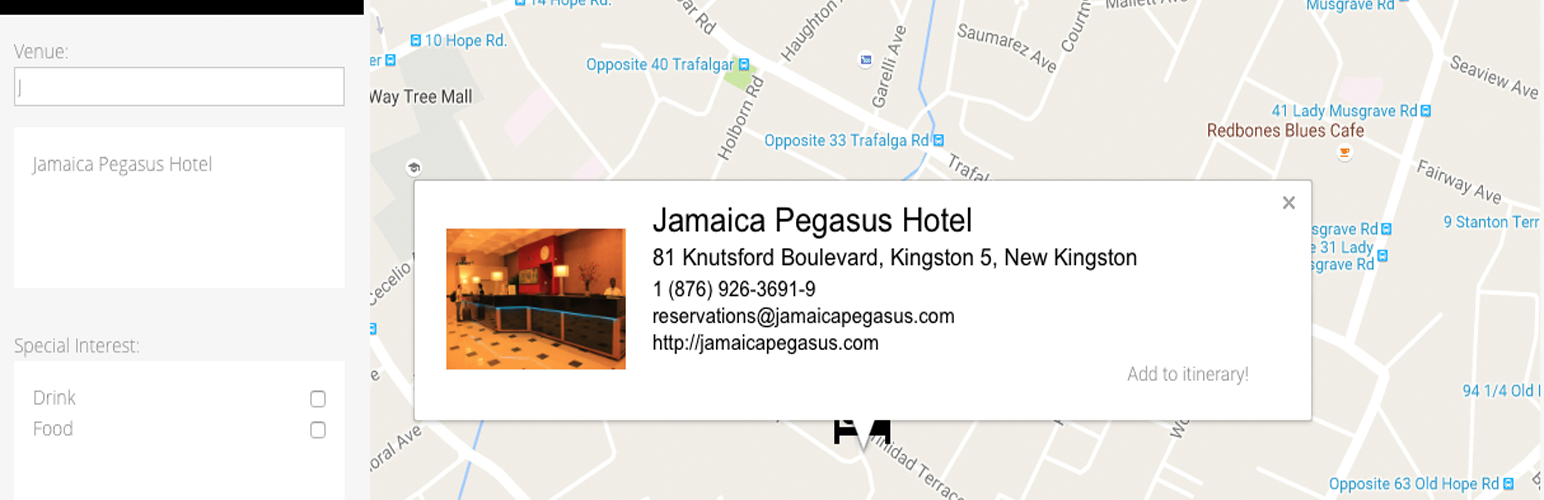 Venue:
J
Jamaica Pegasus Hotel
Special Interest:
Drink
Food
14 Hope Rd.
10 Hope Rd.
Way Tree Mall
Opposite 40 Trafalgar
Haughton
Holborn Rd
Garelli Ave
Saumarez Ave
Mallett Ave
Musgrave Rd
Seaview Ave
41 Lady Musgrave Rd
Redbones Blues Cafe
Opposite 33 Trafalga Rd
Fairway Ave
9 Stanton Terr
sgrave Rd
e 31 Lady
sgrave Rd
Jamaica Pegasus Hotel
81 Knutsford Boulevard, Kingston 5, New Kingston
1 (876) 926-3691-9
reservations@jamaicapegasus.com
http://jamaicapegasus.com
Add to itinerary!
94 1/4 Old
oral Ave
inidad Terrace
Opposite 63 Old Hope Rd